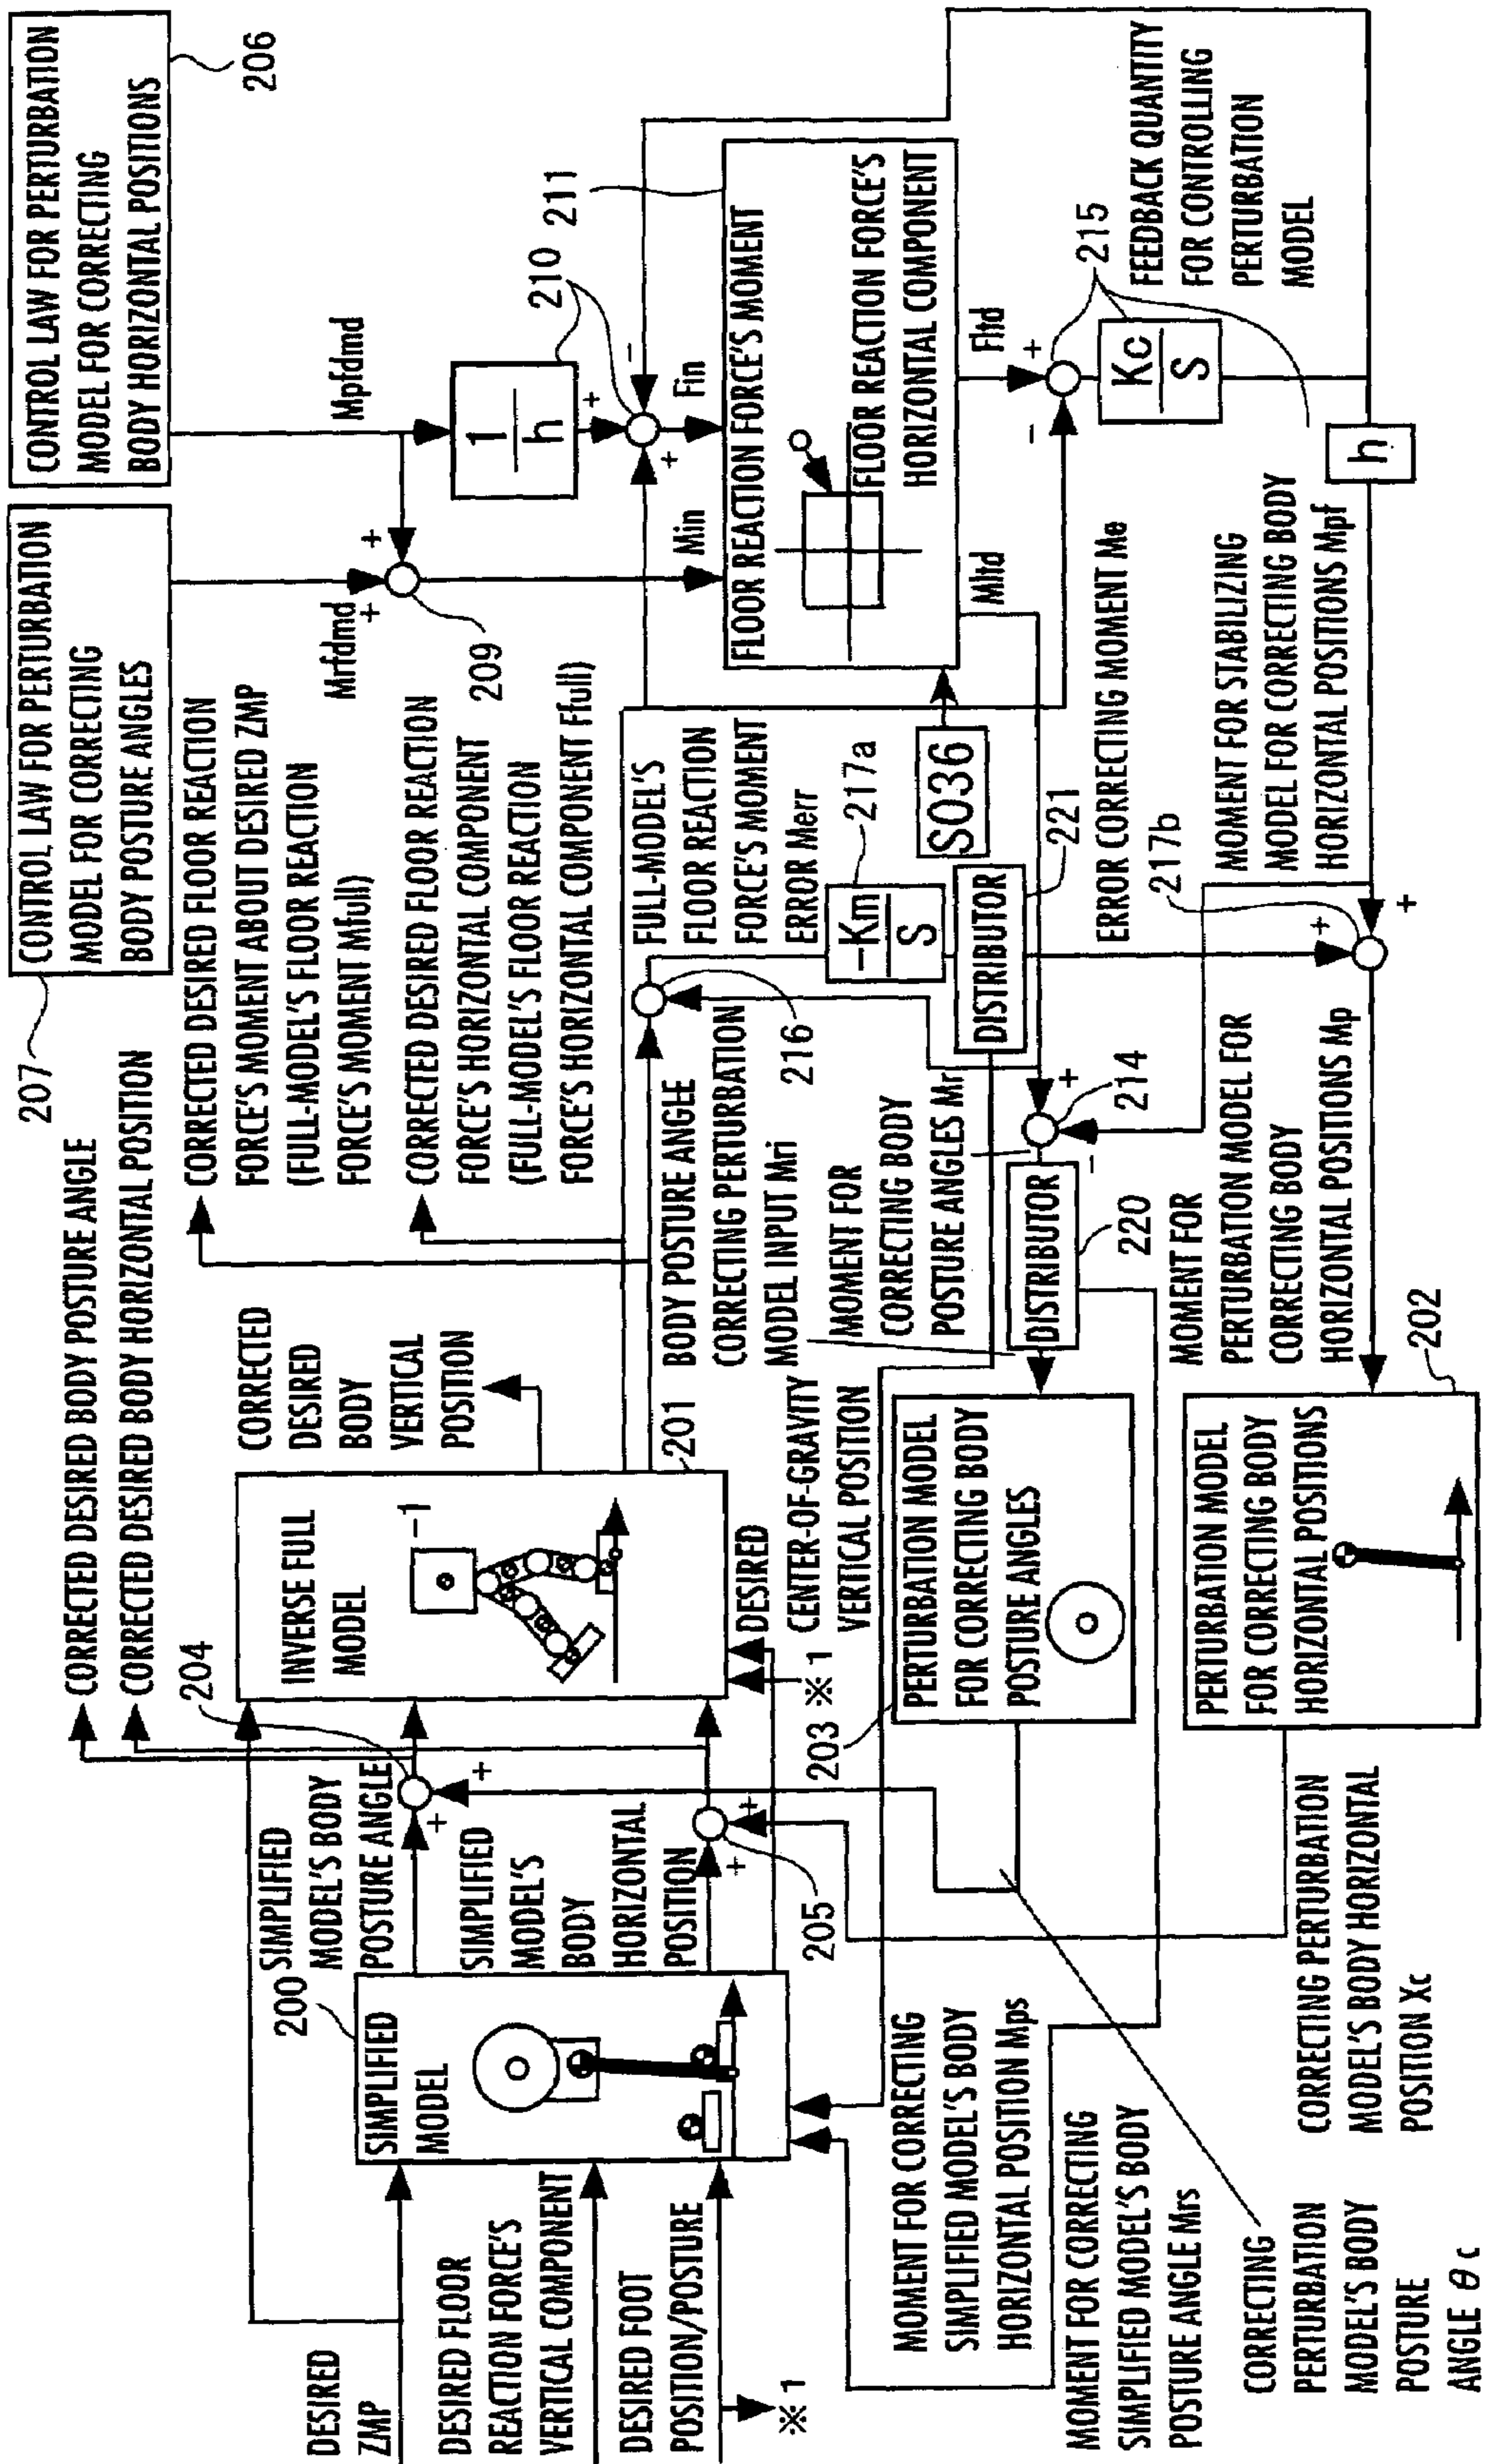 DESIRED
ZMP
DESIRED FLOOR
REACTION FORCE'S
VERTICAL COMPONENT
DESIRED FOOT
POSITION/POSTURE
※1
200
SIMPLIFIED
MODEL
SIMPLIFIED
MODEL'S BODY
POSTURE ANGLE
+
+
204
SIMPLIFIED
MODEL'S
BODY
HORIZONTAL
POSITION
+
+
205
CORRECTED DESIRED BODY POSTURE ANGLE
CORRECTED DESIRED BODY HORIZONTAL POSITION
INVERSE FULL
MODEL
-1
201
※1
DESIRED
CENTER-OF-GRAVITY
VERTICAL POSITION
CORRECTED
DESIRED
BODY
VERTICAL
POSITION
207
CONTROL LAW FOR PERTURBATION
MODEL FOR CORRECTING
BODY POSTURE ANGLES
CONTROL LAW FOR PERTURBATION
MODEL FOR CORRECTING
BODY HORIZONTAL POSITIONS
206
CORRECTED DESIRED FLOOR REACTION
FORCE'S MOMENT ABOUT DESIRED ZMP
(FULL-MODEL'S FLOOR REACTION
FORCE'S MOMENT Mfull)
CORRECTED DESIRED FLOOR REACTION
FORCE'S HORIZONTAL COMPONENT
(FULL-MODEL'S FLOOR REACTION
FORCE'S HORIZONTAL COMPONENT Ffull)
Mrfdmd
+
+
209
Mpfdmd
1
h
210
+
+
-
Min
Fin
211
FLOOR REACTION FORCE'S MOMENT
FLOOR REACTION FORCE'S
HORIZONTAL COMPONENT
Mltd
Fltd
+
-
215
Kc
S
FEEDBACK QUANTITY
FOR CONTROLLING
PERTURBATION
MODEL
h
FULL-MODEL'S
FLOOR REACTION
FORCE'S MOMENT
ERROR Merr
216
-Km
S
217a
SO36
DISTRIBUTOR
221
ERROR CORRECTING MOMENT Me
MOMENT FOR STABILIZING
MODEL FOR CORRECTING BODY
HORIZONTAL POSITIONS Mpf
217b
+
+
BODY POSTURE ANGLE
CORRECTING PERTURBATION
MODEL INPUT Mri
MOMENT FOR
CORRECTING BODY
POSTURE ANGLES Mr
+
-
214
DISTRIBUTOR
220
MOMENT FOR
PERTURBATION MODEL FOR
CORRECTING BODY
HORIZONTAL POSITIONS Mp
203
PERTURBATION MODEL
FOR CORRECTING BODY
POSTURE ANGLES
202
PERTURBATION MODEL
FOR CORRECTING BODY
HORIZONTAL POSITIONS
MOMENT FOR CORRECTING
SIMPLIFIED MODEL'S BODY
HORIZONTAL POSITION Mps
MOMENT FOR CORRECTING
SIMPLIFIED MODEL'S BODY
POSTURE ANGLE Mrs
CORRECTING
PERTURBATION
MODEL'S BODY
POSTURE
ANGLE θc
CORRECTING PERTURBATION
MODEL'S BODY HORIZONTAL
POSITION Xc